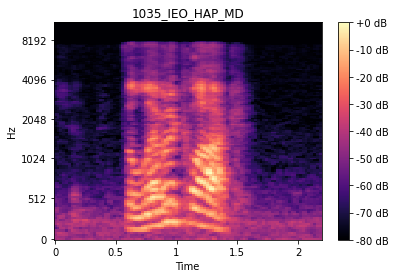 1035_IEO_HAP_MD
Hz
8192
4096
2048
1024
512
0
0
0.5
1
1.5
2
Time
+0 dB
-10 dB
-20 dB
-30 dB
-40 dB
-50 dB
-60 dB
-70 dB
-80 dB